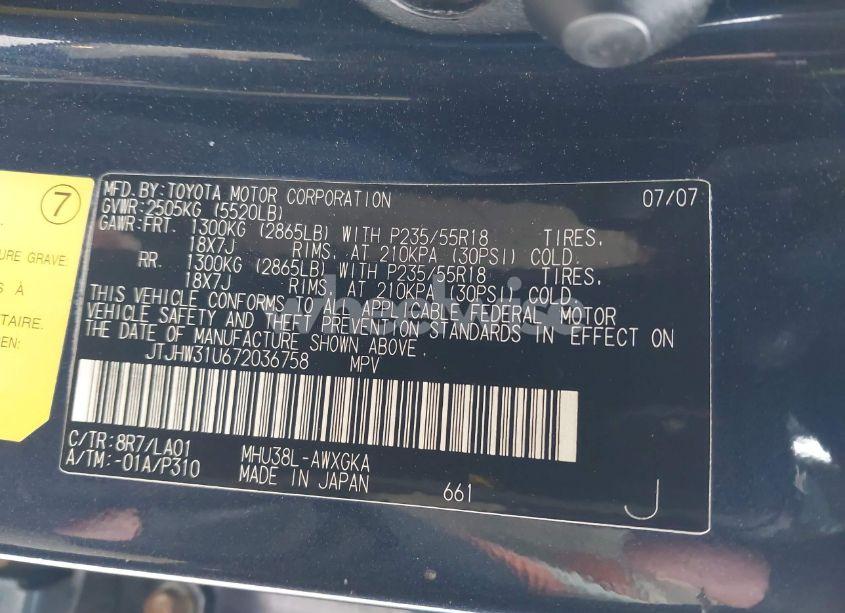 7
URE GRAVE.
S À
TAIRE.
EN:
MFD.BY:TOYOTA MOTOR CORPORATION 07/07
GVWR:2505KG (5520LB)
GAWR:FRT. 1300KG (2865LB) WITH P235/55R18 TIRES,
18X7J RIMS, AT 210KPA (30PSI) COLD.
RR. 1300KG (2865LB) WITH P235/55R18 TIRES,
18X7J RIMS, AT 210KPA (30PSI) COLD.
THIS VEHICLE CONFORMS TO ALL APPLICABLE FEDERAL MOTOR
VEHICLE SAFETY AND THEFT PREVENTION STANDARDS IN EFFECT ON
THE DATE OF MANUFACTURE SHOWN ABOVE.
JTJHW31U672036758 MPV
C/TR:8R7/LA01 MHU38L-AWXGKA
A/TM:-01A/P310 MADE IN JAPAN 661 J
wheelwise